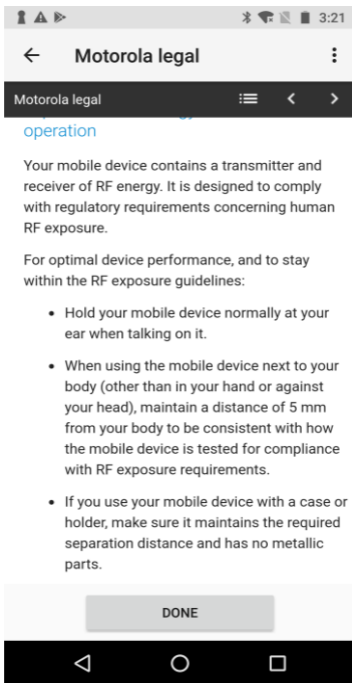 3:21
Motorola legal
Motorola legal
operation
Your mobile device contains a transmitter and
receiver of RF energy. It is designed to comply
with regulatory requirements concerning human
RF exposure.
For optimal device performance, and to stay
within the RF exposure guidelines:
• Hold your mobile device normally at your
ear when talking on it.
• When using the mobile device next to your
body (other than in your hand or against
your head), maintain a distance of 5 mm
from your body to be consistent with how
the mobile device is tested for compliance
with RF exposure requirements.
• If you use your mobile device with a case or
holder, make sure it maintains the required
separation distance and has no metallic
parts.
DONE